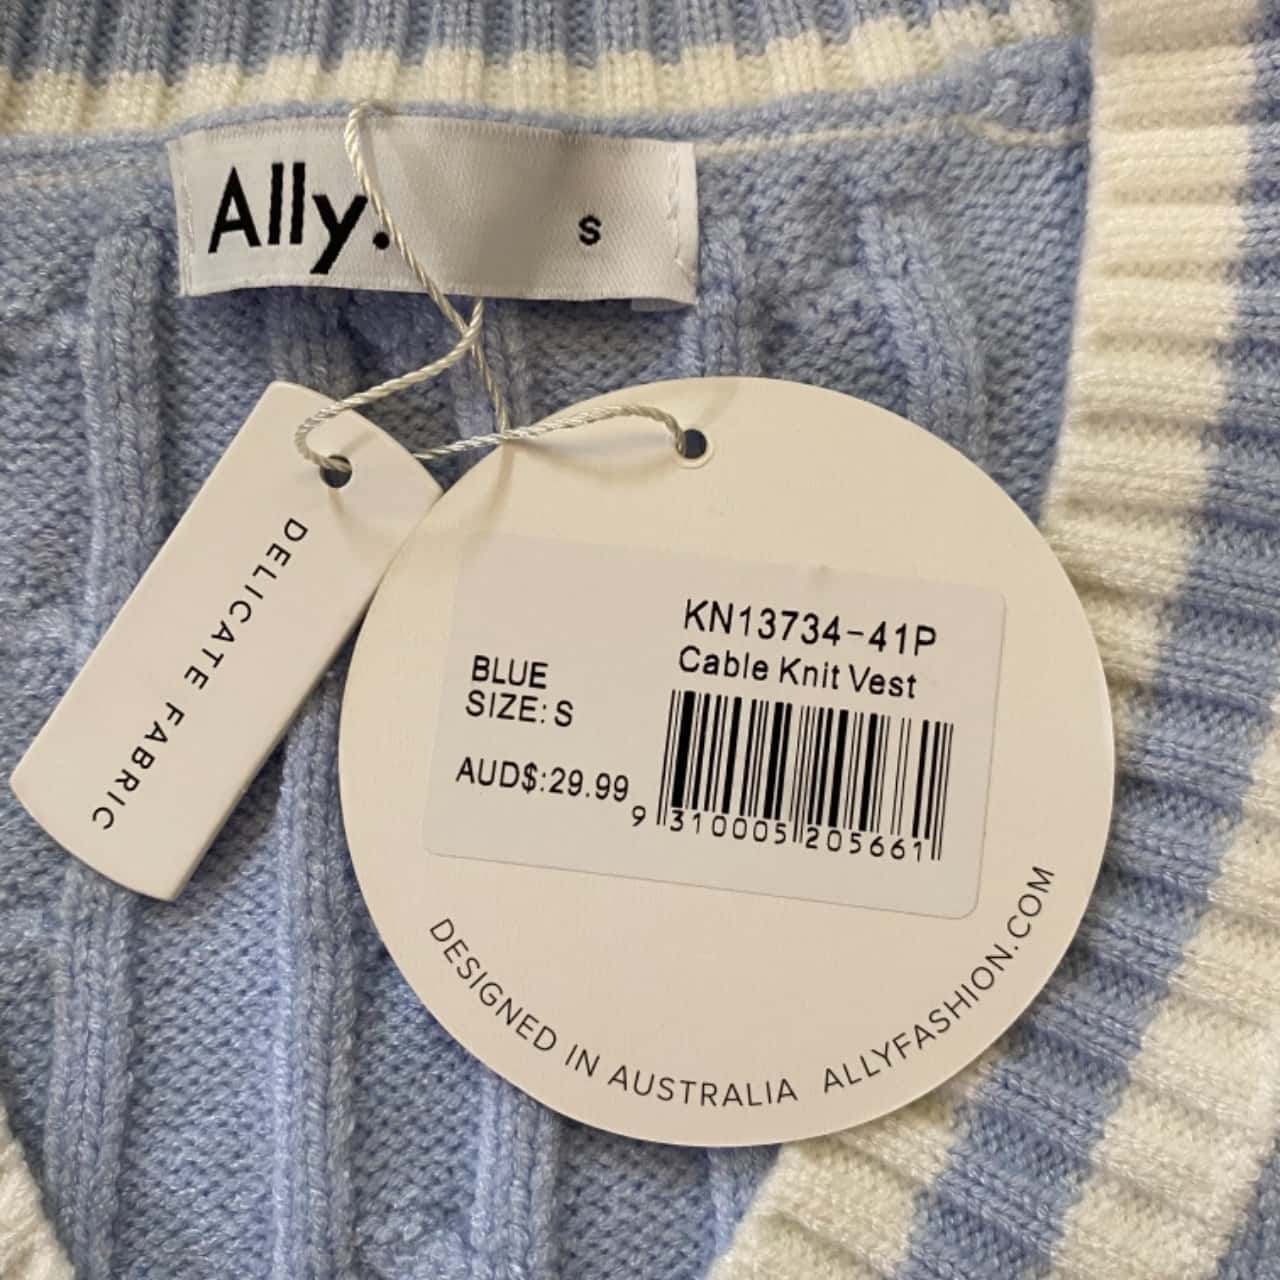 Ally.
S
DELICATE FABRIC
KN13734-41P
Cable Knit Vest
BLUE
SIZE: S
AUD$:29.99
9 310005 205661
DESIGNED IN AUSTRALIA ALLYFASHION.COM